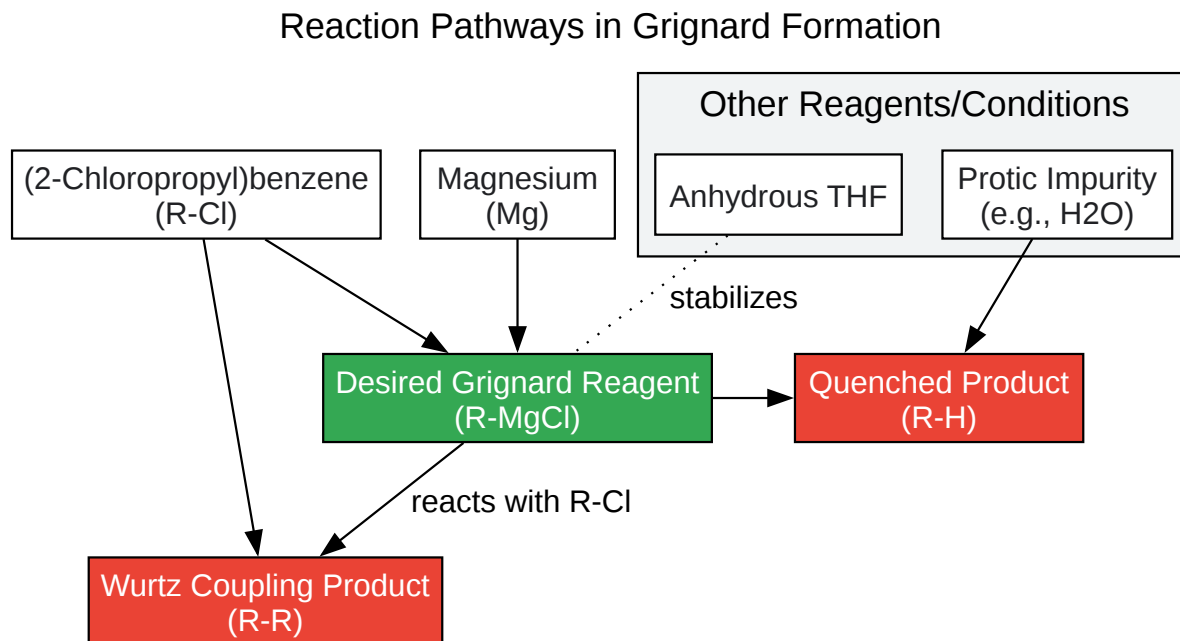 Reaction Pathways in Grignard Formation
Other Reagents/Conditions
(2-Chloropropyl)benzene
(R-Cl)
Magnesium
(Mg)
Anhydrous THF
Protic Impurity
(e.g., H2O)
stabilizes
Desired Grignard Reagent
(R-MgCl)
Quenched Product
(R-H)
reacts with R-Cl
Wurtz Coupling Product
(R-R)